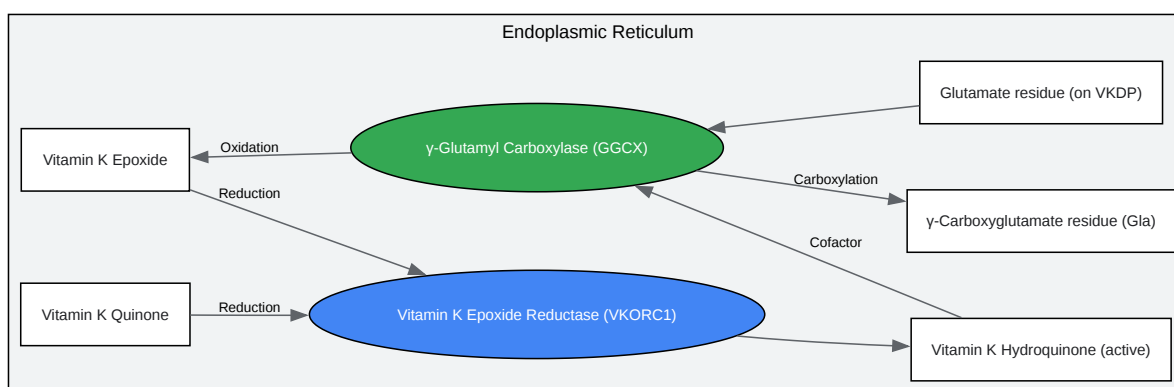 Endoplasmic Reticulum
Glutamate residue (on VKDP)
Vitamin K Epoxide
Oxidation
γ-Glutamyl Carboxylase (GGCX)
Reduction
Carboxylation
γ-Carboxyglutamate residue (Gla)
Cofactor
Vitamin K Quinone
Reduction
Vitamin K Epoxide Reductase (VKORC1)
Vitamin K Hydroquinone (active)